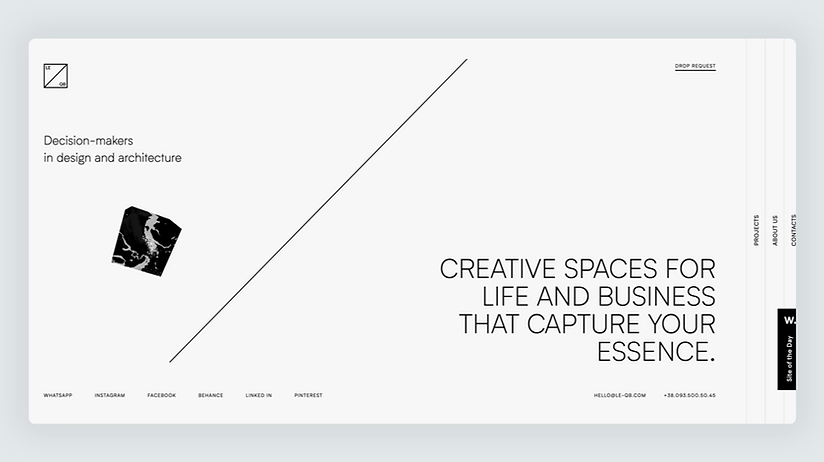 LE
QB
DROP REQUEST
Decision-makers
in design and architecture
CREATIVE SPACES FOR
LIFE AND BUSINESS
THAT CAPTURE YOUR
ESSENCE.
PROJECTS
ABOUT US
CONTACTS
W.
Site of the Day
WHATSAPP
INSTAGRAM
FACEBOOK
BEHANCE
LINKED IN
PINTEREST
HELLO@LE-QB.COM
+38.093.500.50.45